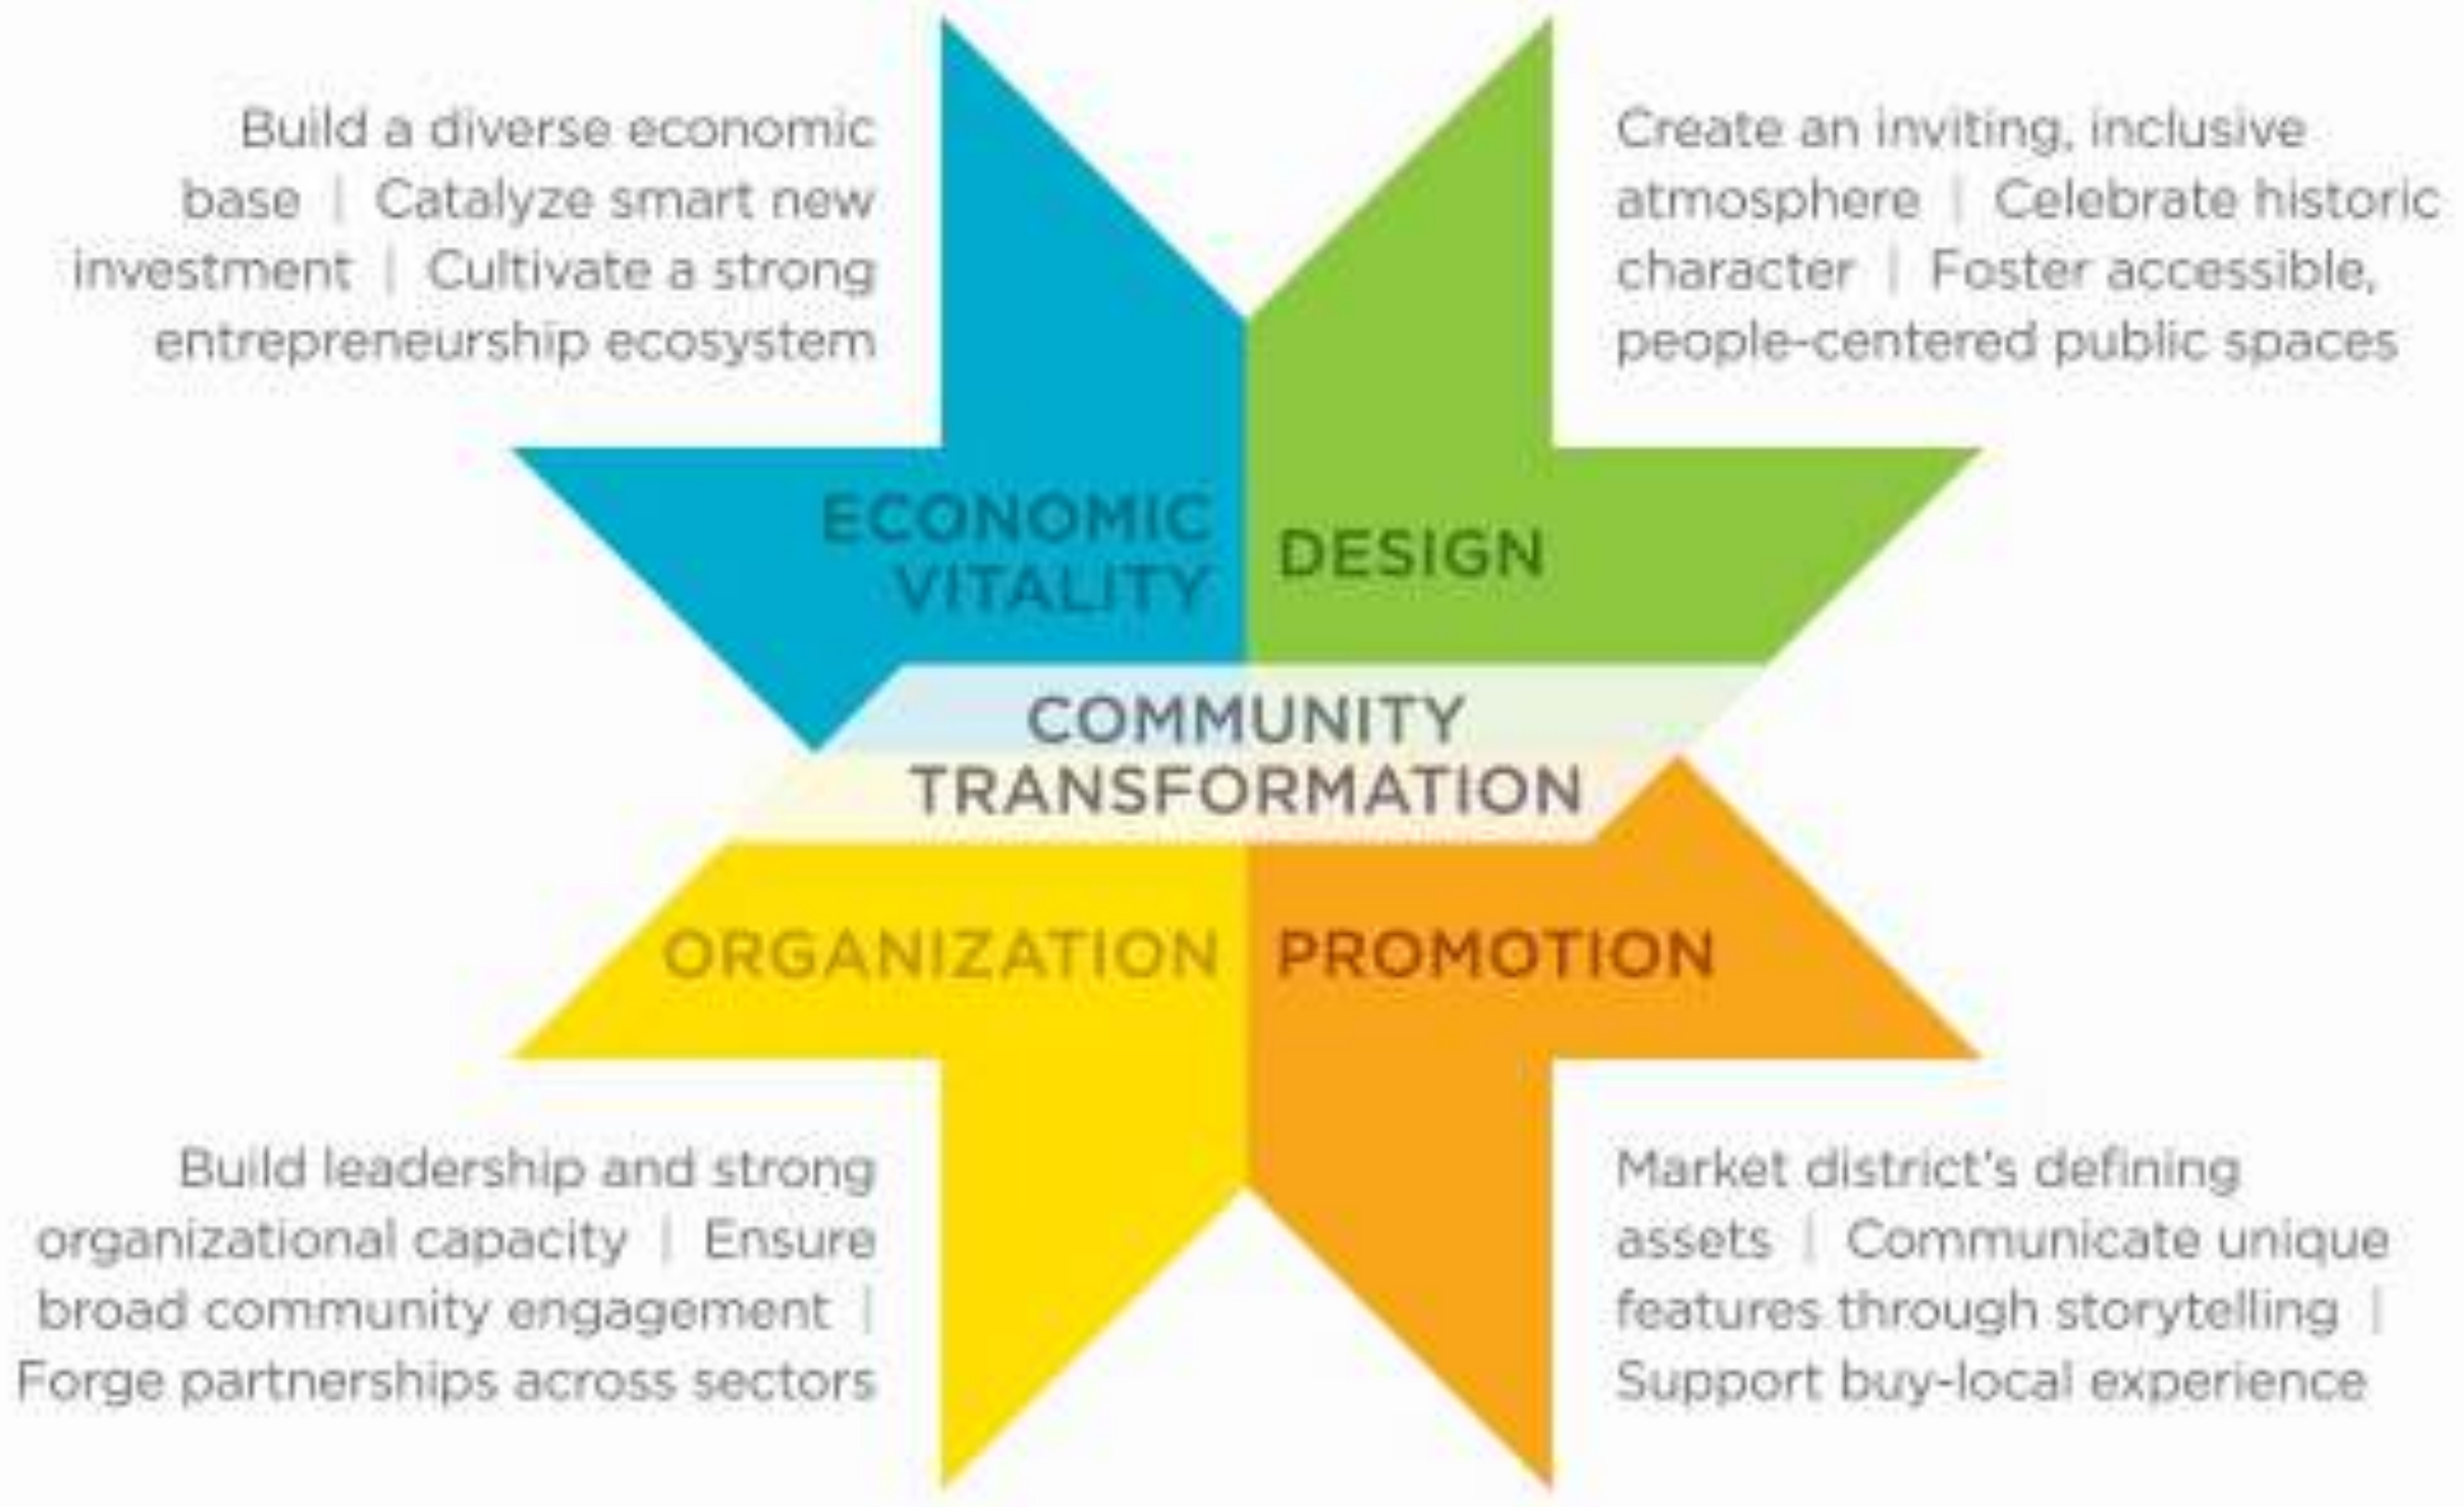 Build a diverse economic
base | Catalyze smart new
investment | Cultivate a strong
entrepreneurship ecosystem
Create an inviting, inclusive
atmosphere | Celebrate historic
character | Foster accessible,
people-centered public spaces
ECONOMIC
VITALITY
DESIGN
COMMUNITY
TRANSFORMATION
ORGANIZATION
PROMOTION
Build leadership and strong
organizational capacity | Ensure
broad community engagement |
Forge partnerships across sectors
Market district's defining
assets | Communicate unique
features through storytelling |
Support buy-local experience